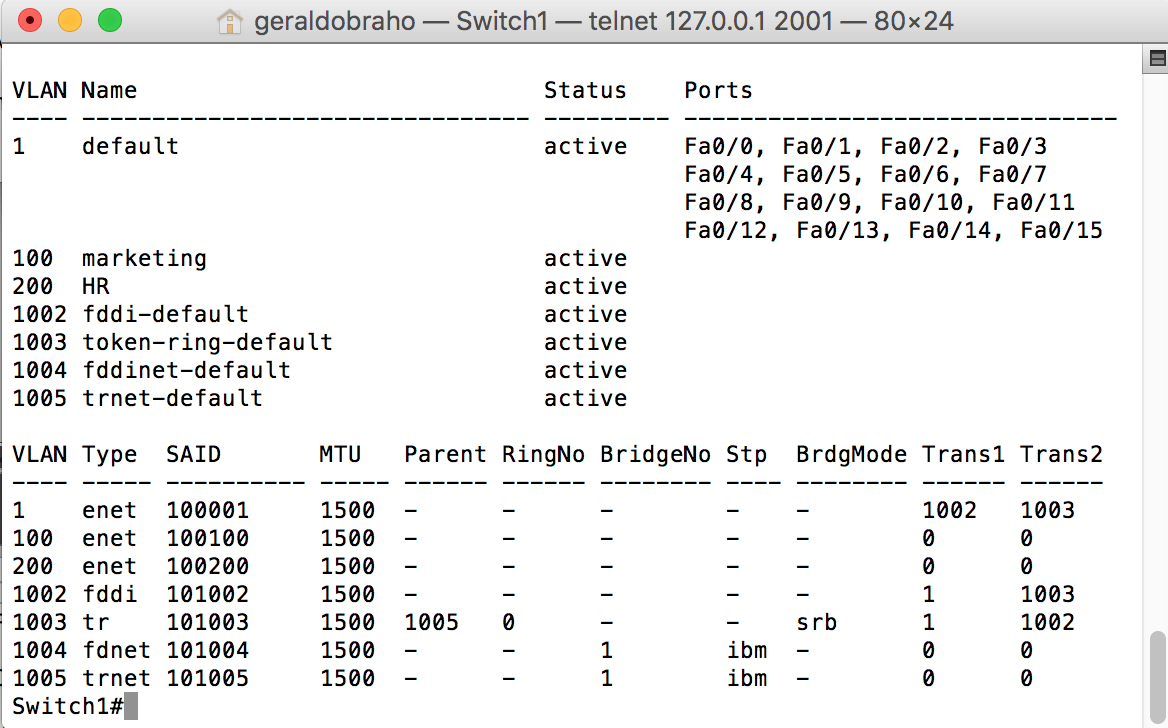 geraldobraho — Switch1 — telnet 127.0.0.1 2001 — 80×24
VLAN Name                             Status    Ports
---- -------------------------------- --------- -------------------------------
1    default                          active    Fa0/0, Fa0/1, Fa0/2, Fa0/3
                                                Fa0/4, Fa0/5, Fa0/6, Fa0/7
                                                Fa0/8, Fa0/9, Fa0/10, Fa0/11
                                                Fa0/12, Fa0/13, Fa0/14, Fa0/15
100  marketing                        active
200  HR                               active
1002 fddi-default                     active
1003 token-ring-default               active
1004 fddinet-default                  active
1005 trnet-default                    active
VLAN Type  SAID       MTU   Parent RingNo BridgeNo Stp  BrdgMode Trans1 Trans2
---- ----- ---------- ----- ------ ------ -------- ---- -------- ------ ------
1    enet  100001     1500  -      -      -        -    -        1002   1003
100  enet  100100     1500  -      -      -        -    -        0      0
200  enet  100200     1500  -      -      -        -    -        0      0
1002 fddi  101002     1500  -      -      -        -    -        1      1003
1003 tr    101003     1500  1005   0      -        -    srb      1      1002
1004 fdnet 101004     1500  -      -      1        ibm  -        0      0
1005 trnet 101005     1500  -      -      1        ibm  -        0      0
Switch1#